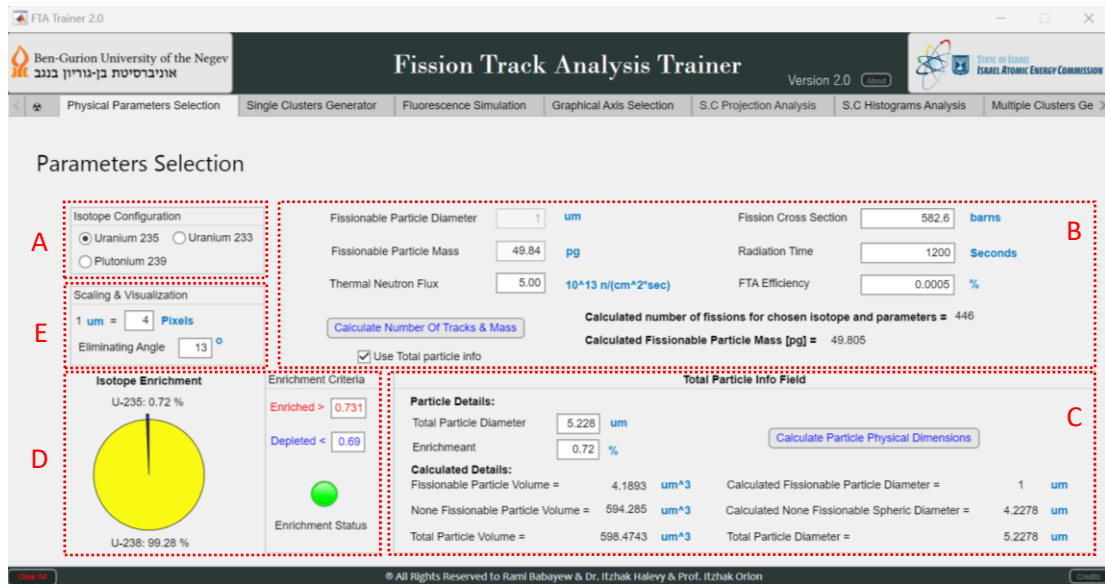 FTA Trainer 2.0
Ben-Gurion University of the Negev
אוניברסיטת בן-גוריון בנגב
Fission Track Analysis Trainer
Version 2.0
About
STATE OF ISRAEL
ISRAEL ATOMIC ENERGY COMMISSION
Physical Parameters Selection Single Clusters Generator Fluorescence Simulation Graphical Axis Selection S.C Projection Analysis S.C Histograms Analysis Multiple Clusters Ge
Parameters Selection
A
Isotope Configuration
Uranium 235 Uranium 233
Plutonium 239
E
Scaling & Visualization
1 um = 4 Pixels
Eliminating Angle 13 °
B
Fissionable Particle Diameter 1 um Fission Cross Section 582.6 barns
Fissionable Particle Mass 49.84 pg Radiation Time 1200 Seconds
Thermal Neutron Flux 5.00 10^13 n/(cm^2*sec) FTA Efficiency 0.0005 %
Calculate Number Of Tracks & Mass
Calculated number of fissions for chosen isotope and parameters = 446
Calculated Fissionable Particle Mass [pg] = 49.805
Use Total particle info
D
Isotope Enrichment
U-235: 0.72 %
U-238: 99.28 %
Enrichment Criteria
Enriched > 0.731
Depleted < 0.69
Enrichment Status
C
Total Particle Info Field
Particle Details:
Total Particle Diameter 5.228 um
Enrichmeant 0.72 %
Calculate Particle Physical Dimensions
Calculated Details:
Fissionable Particle Volume = 4.1893 um^3 Calculated Fissionable Particle Diameter = 1 um
None Fissionable Particle Volume = 594.285 um^3 Calculated None Fissionable Spheric Diameter = 4.2278 um
Total Particle Volume = 598.4743 um^3 Total Particle Diameter = 5.2278 um
Clear All
® All Rights Reserved to Rami Babayew & Dr. Itzhak Halevy & Prof. Itzhak Orion
Credits